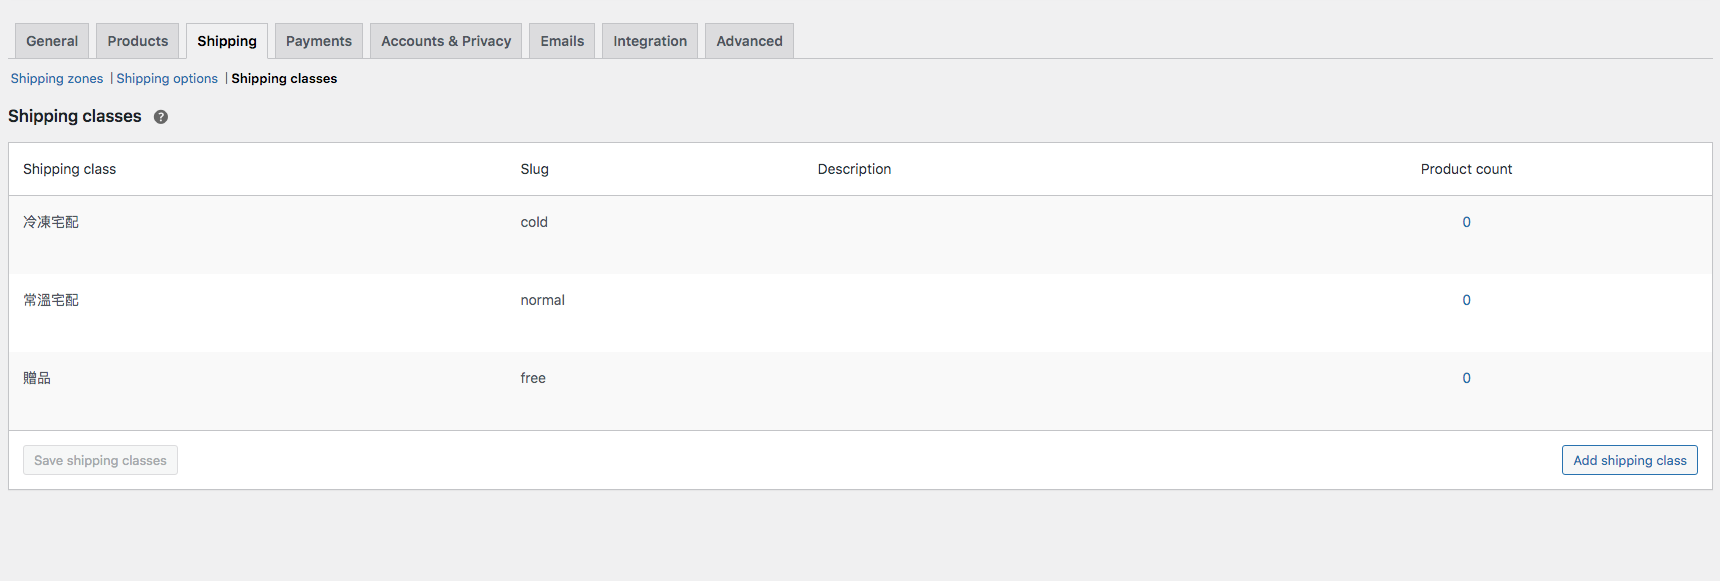 General Products Shipping Payments Accounts & Privacy Emails Integration Advanced
Shipping zones | Shipping options | Shipping classes
Shipping classes ?
Shipping class Slug Description Product count
冷凍宅配 cold 0
常溫宅配 normal 0
贈品 free 0
Save shipping classes Add shipping class